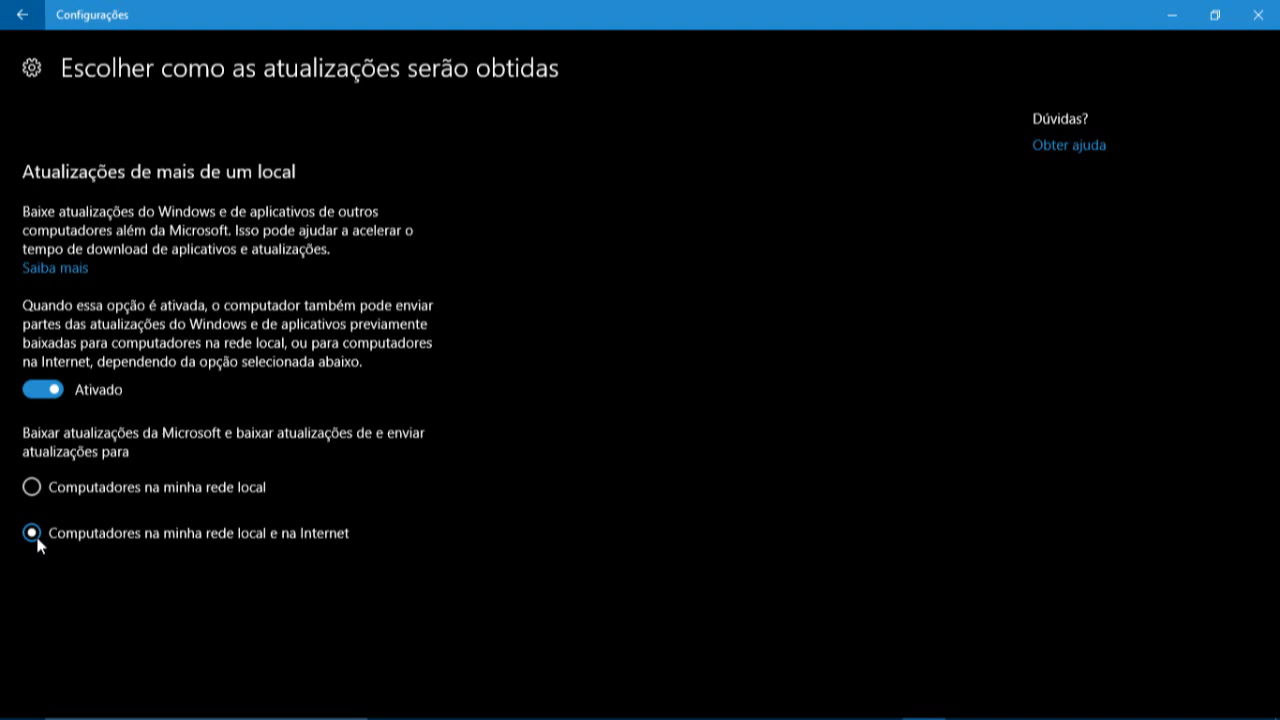 Configurações
Escolher como as atualizações serão obtidas
Dúvidas?
Obter ajuda
Atualizações de mais de um local
Baixe atualizações do Windows e de aplicativos de outros
computadores além da Microsoft. Isso pode ajudar a acelerar o
tempo de download de aplicativos e atualizações.
Saiba mais
Quando essa opção é ativada, o computador também pode enviar
partes das atualizações do Windows e de aplicativos previamente
baixadas para computadores na rede local, ou para computadores
na Internet, dependendo da opção selecionada abaixo.
Ativado
Baixar atualizações da Microsoft e baixar atualizações de e enviar
atualizações para
Computadores na minha rede local
Computadores na minha rede local e na Internet